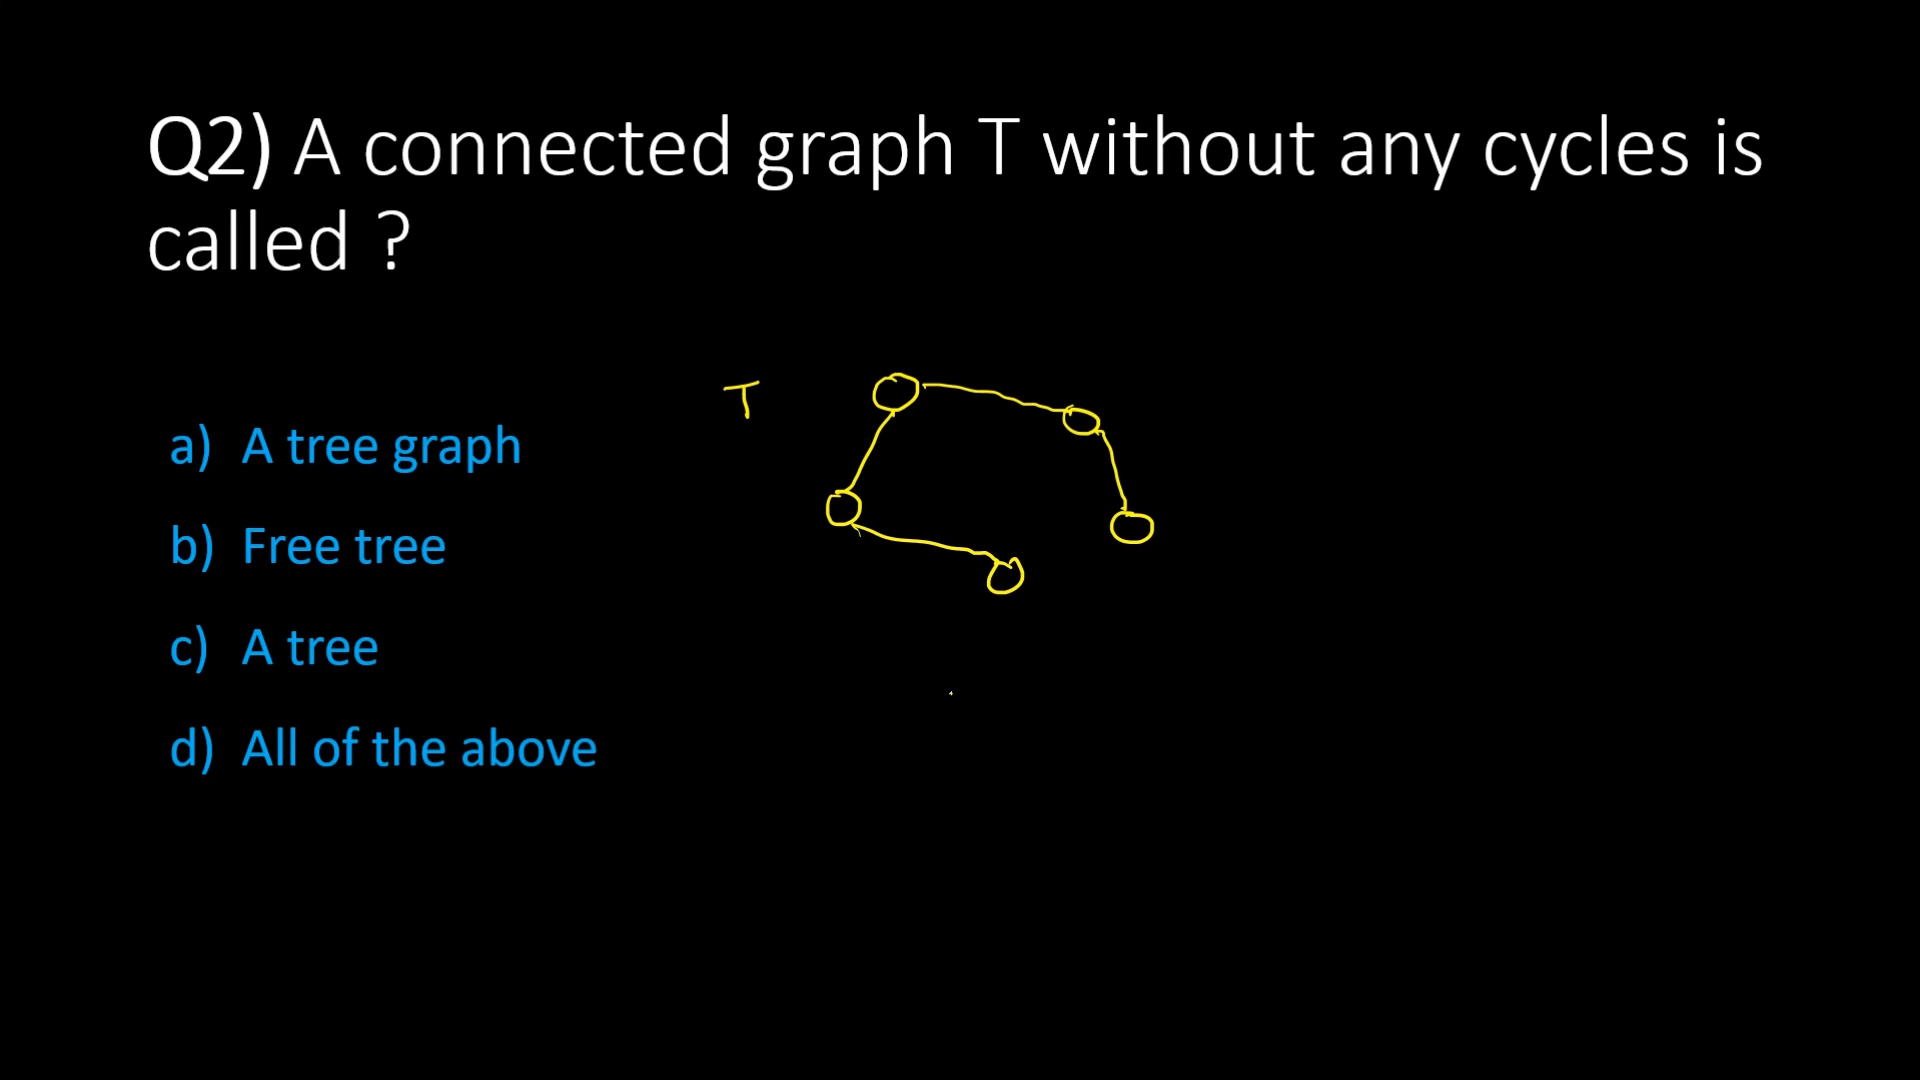 Q2) A connected graph T without any cycles is
called ?
T
a) A tree graph
b) Free tree
c) A tree
d) All of the above